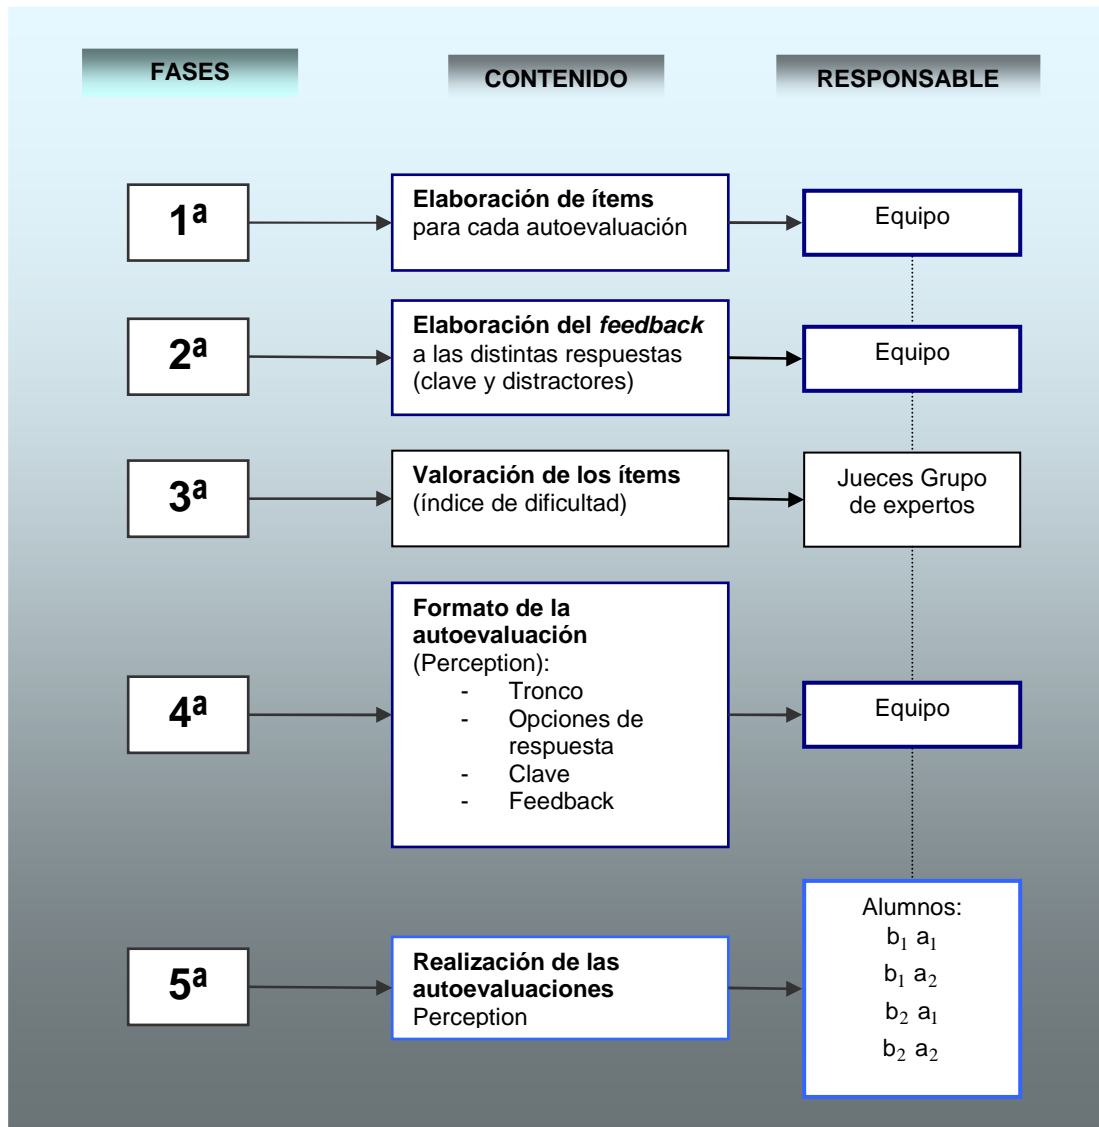 FASES
CONTENIDO
RESPONSABLE
1ª
Elaboración de ítems
para cada autoevaluación
Equipo
2ª
Elaboración del feedback
a las distintas respuestas
(clave y distractores)
Equipo
3ª
Valoración de los ítems
(índice de dificultad)
Jueces Grupo
de expertos
4ª
Formato de la
autoevaluación
(Perception):
- Tronco
- Opciones de
respuesta
- Clave
- Feedback
Equipo
5ª
Realización de las
autoevaluaciones
Perception
Alumnos:
b₁ a₁
b₁ a₂
b₂ a₁
b₂ a₂